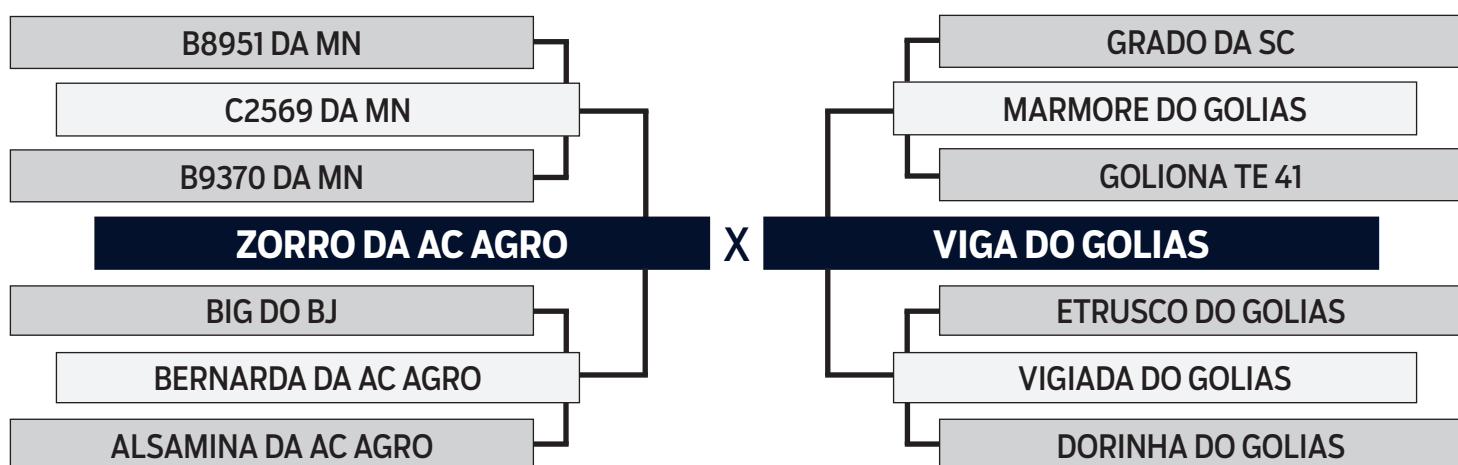 B8951 DA MN
C2569 DA MN
B9370 DA MN
ZORRO DA AC AGRO
BIG DO BJ
BERNARDA DA AC AGRO
ALSAMINA DA AC AGRO
X
GRADO DA SC
MARMORE DO GOLIAS
GOLIONA TE 41
VIGA DO GOLIAS
ETRUSCO DO GOLIAS
VIGIADA DO GOLIAS
DORINHA DO GOLIAS